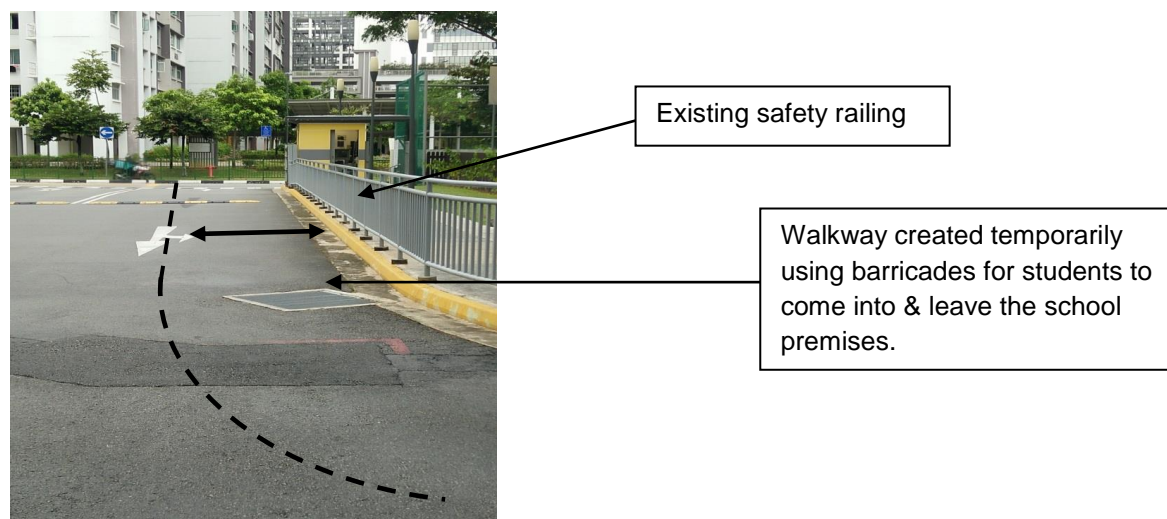 Existing safety railing
Walkway created temporarily
using barricades for students to
come into & leave the school
premises.